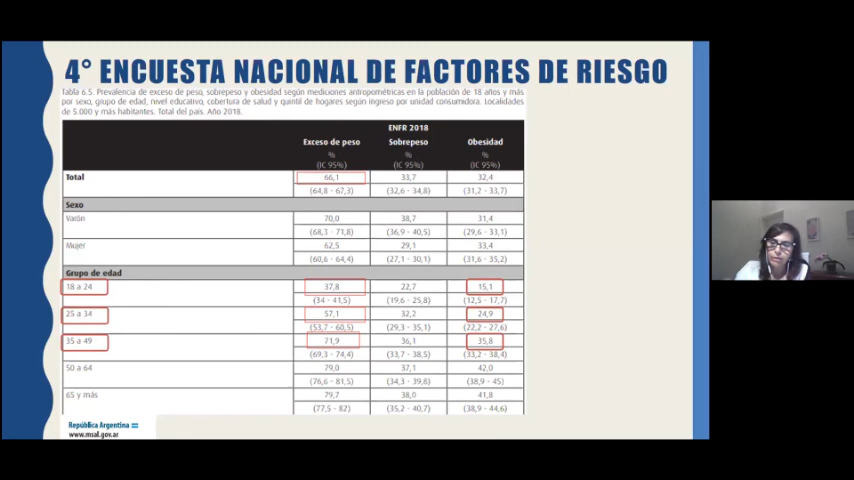 4° ENCUESTA NACIONAL DE FACTORES DE RIESGO
Tabla 6.5. Prevalencia de exceso de peso, sobrepeso y obesidad según mediciones antropométricas en la población de 18 años y más
por sexo, grupo de edad, nivel educativo, cobertura de salud y quintil de hogares según ingreso por unidad consumidora. Localidades
de 5.000 y más habitantes. Total del país. Año 2018.
ENFR 2018
Exceso de peso Sobrepeso Obesidad
% % %
(IC 95%) (IC 95%) (IC 95%)
Total 66,1 33,7 32,4
(64,8 - 67,3) (32,6 - 34,8) (31,2 - 33,7)
Sexo
Varón 70,0 38,7 31,4
(68,3 - 71,8) (36,9 - 40,5) (29,6 - 33,1)
Mujer 62,5 29,1 33,4
(60,6 - 64,4) (27,1 - 30,1) (31,6 - 35,2)
Grupo de edad
18 a 24 37,8 22,7 15,1
(34 - 41,5) (19,6 - 25,8) (12,5 - 17,7)
25 a 34 57,1 32,2 24,9
(53,7 - 60,5) (29,3 - 35,1) (22,2 - 27,6)
35 a 49 71,9 36,1 35,8
(69,3 - 74,4) (33,7 - 38,5) (33,2 - 38,4)
50 a 64 79,0 37,1 42,0
(76,6 - 81,5) (34,3 - 39,8) (38,9 - 45)
65 y más 79,7 38,0 41,8
(77,5 - 82) (35,2 - 40,7) (38,9 - 44,6)
República Argentina
www.msal.gov.ar